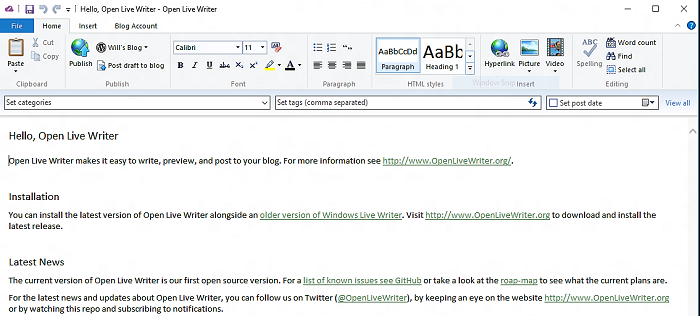 Hello, Open Live Writer - Open Live Writer
File Home Insert Blog Account
Paste Cut Copy
Clipboard
Publish Will's Blog Post draft to blog
Publish
Calibri 11
B I U abc X₂ X² A
Font
Paragraph
AaBbCcDd Paragraph AaBb Heading 1
HTML styles
Hyperlink Picture Video
Window Snip
Insert
ABC Spelling Word count Find Select all
Editing
Set categories Set tags (comma separated) Set post date View all
Hello, Open Live Writer
Open Live Writer makes it easy to write, preview, and post to your blog. For more information see http://www.OpenLiveWriter.org/.
Installation
You can install the latest version of Open Live Writer alongside an older version of Windows Live Writer. Visit http://www.OpenLiveWriter.org to download and install the
latest release.
Latest News
The current version of Open Live Writer is our first open source version. For a list of known issues see GitHub or take a look at the roap-map to see what the current plans are.
For the latest news and updates about Open Live Writer, you can follow us on Twitter (@OpenLiveWriter), by keeping an eye on the website http://www.OpenLiveWriter.org
or by watching this repo and subscribing to notifications.